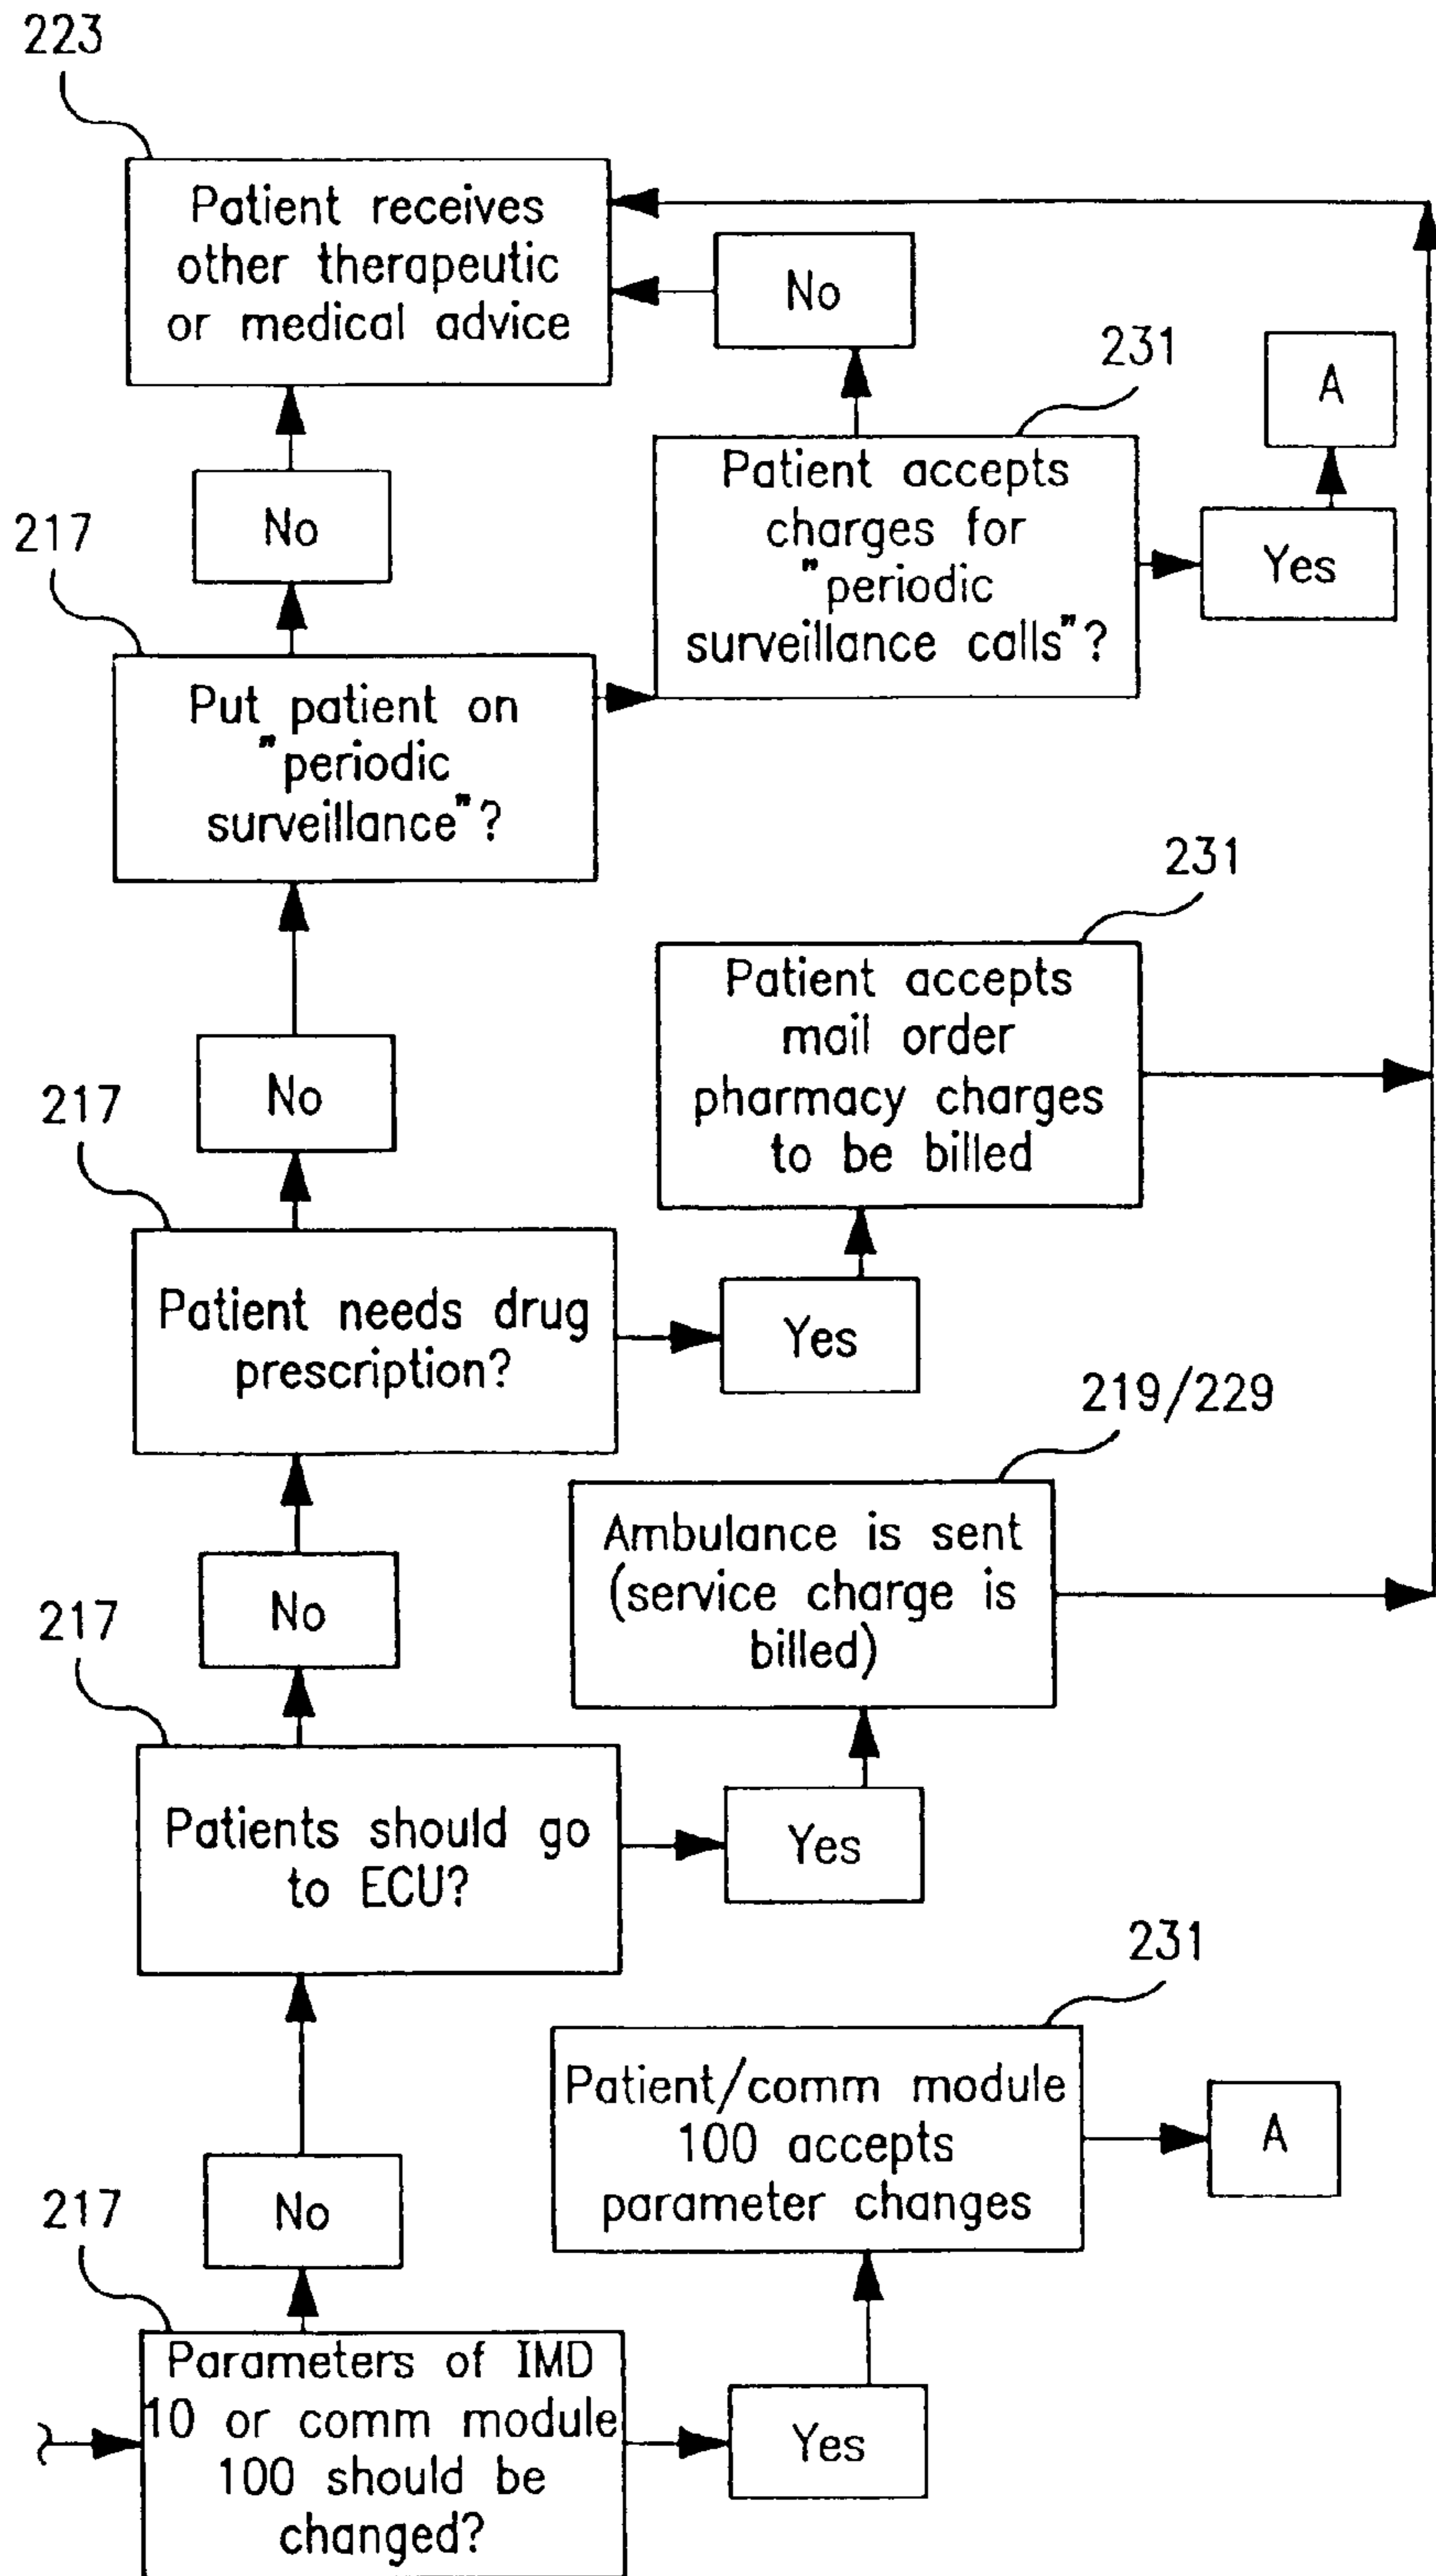 223
Patient receives
other therapeutic
or medical advice
No
231
A
No
Patient accepts
charges for
"periodic
surveillance calls"?
Yes
217
Put patient on
"periodic
surveillance"?
231
No
Patient accepts
mail order
pharmacy charges
to be billed
217
Patient needs drug
prescription?
Yes
219/229
No
Ambulance is sent
(service charge is
billed)
217
Patients should go
to ECU?
Yes
231
No
Patient/comm module
100 accepts
parameter changes
A
217
Parameters of IMD
10 or comm module
100 should be
changed?
Yes